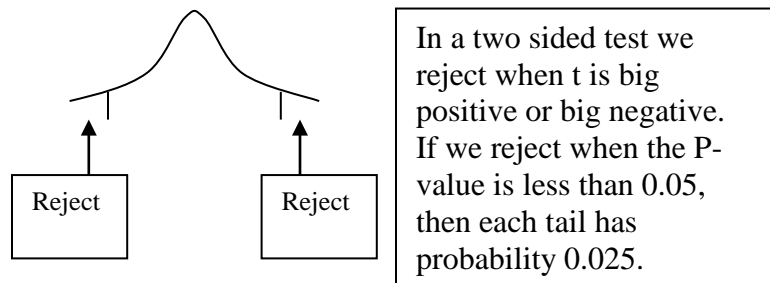 Reject
Reject
In a two sided test we
reject when t is big
positive or big negative.
If we reject when the P-
value is less than 0.05,
then each tail has
probability 0.025.